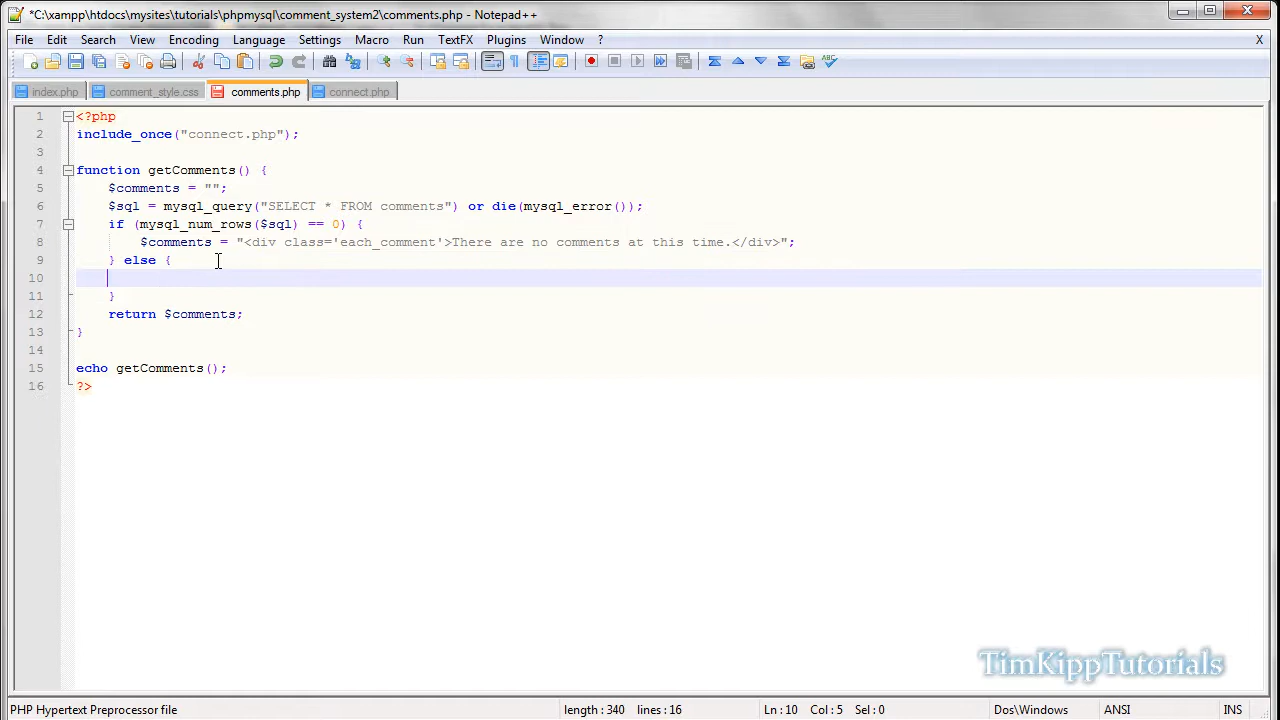 *C:\xampp\htdocs\mysites\tutorials\phpmysql\comment_system2\comments.php - Notepad++
File Edit Search View Encoding Language Settings Macro Run TextFX Plugins Window ? X
index.php comment_style.css comments.php connect.php
1 <?php
2 include_once("connect.php");
3
4 function getComments() {
5 $comments = "";
6 $sql = mysql_query("SELECT * FROM comments") or die(mysql_error());
7 if (mysql_num_rows($sql) == 0) {
8 $comments = "<div class='each_comment'>There are no comments at this time.</div>";
9 } else {
10
11 }
12 return $comments;
13 }
14
15 echo getComments();
16 ?>
TimKippTutorials
PHP Hypertext Preprocessor file length : 340 lines : 16 Ln : 10 Col : 5 Sel : 0 Dos\Windows ANSI INS